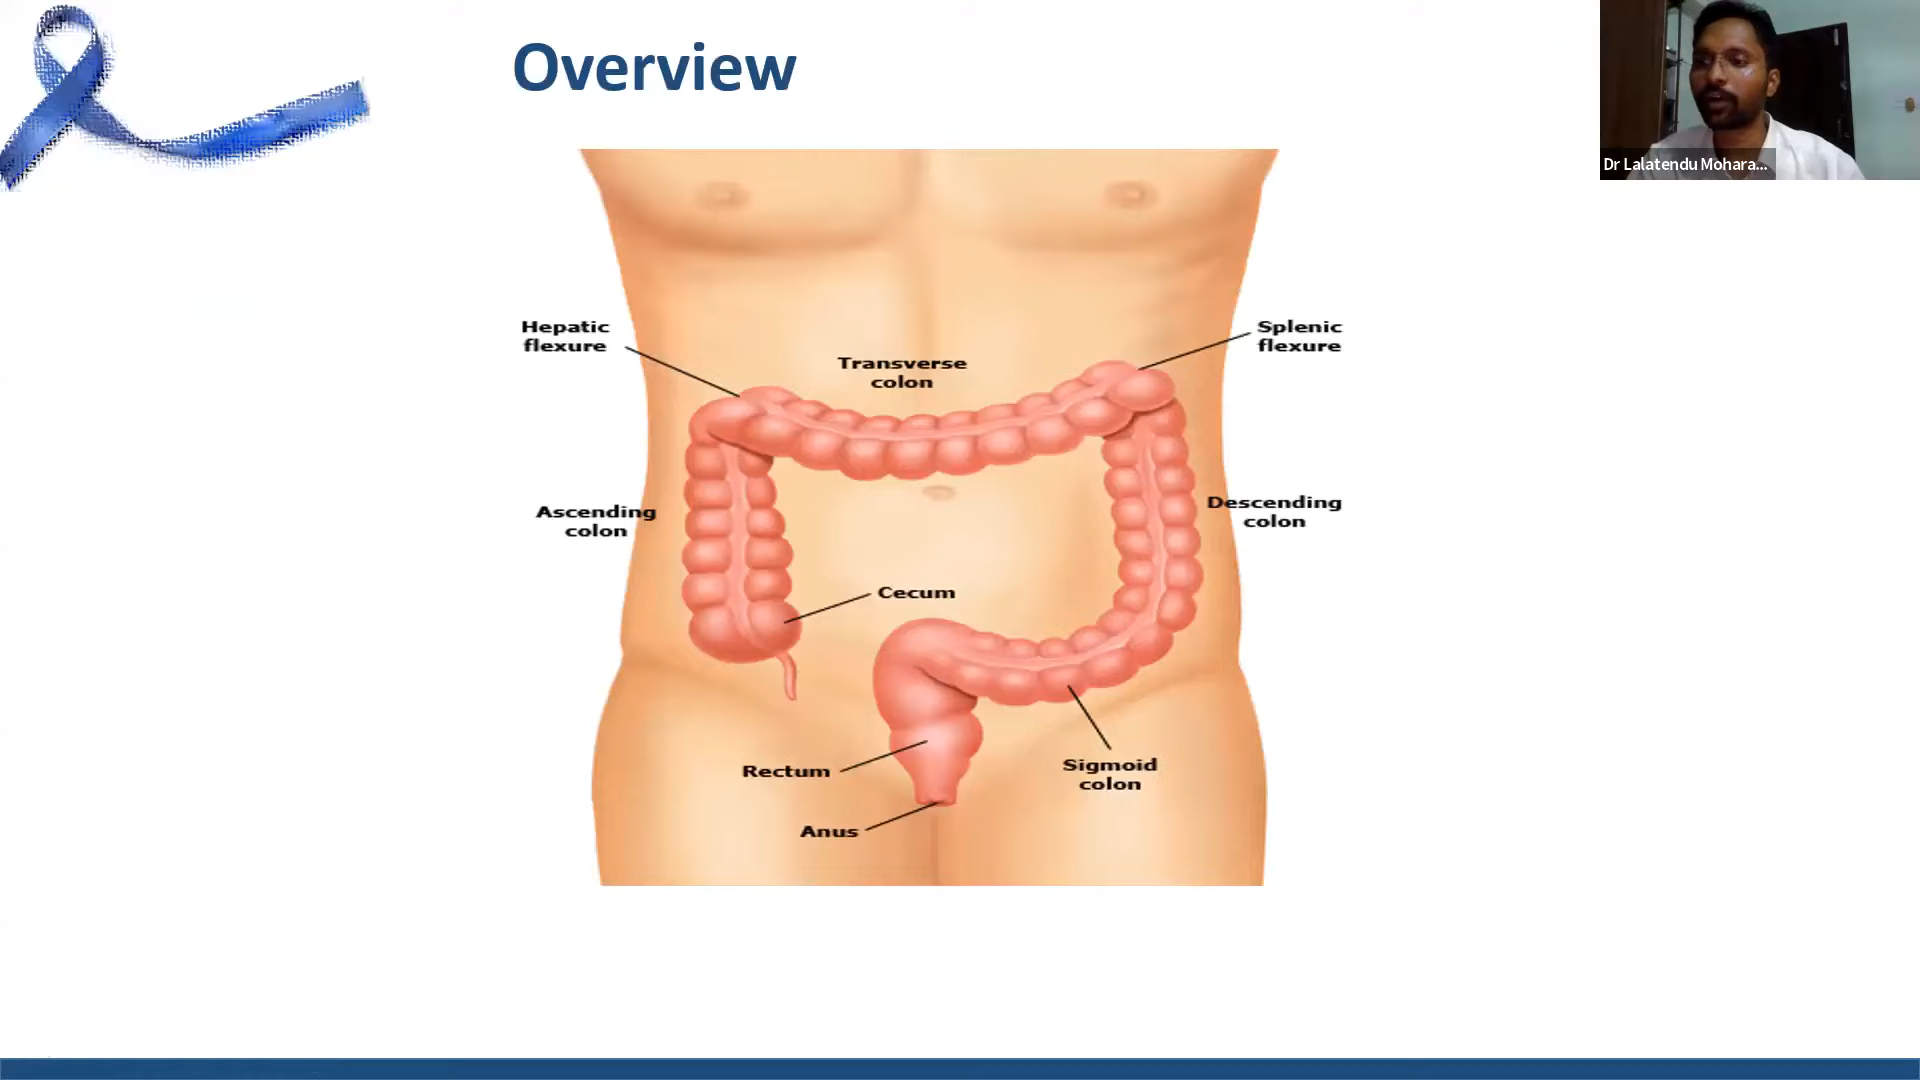 Overview
Dr Lalatendu Mohara...
Hepatic
flexure
Splenic
flexure
Transverse
colon
Ascending
colon
Descending
colon
Cecum
Rectum
Sigmoid
colon
Anus